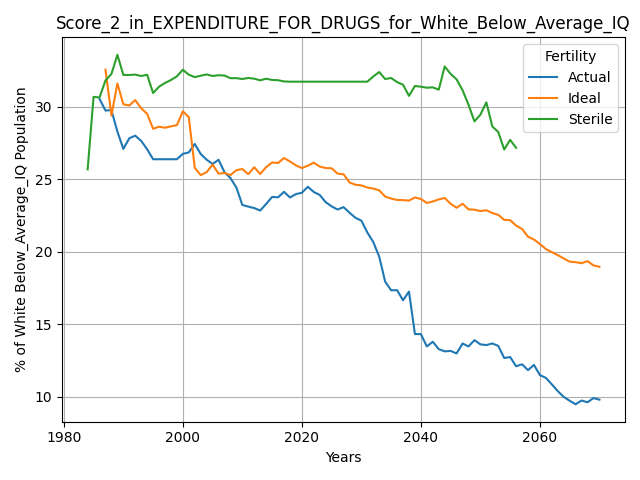 Score_2_in_EXPENDITURE_FOR_DRUGS_for_White_Below_Average_IQ
Fertility
Actual
Ideal
Sterile
% of White Below_Average_IQ Population
30
25
20
15
10
1980
2000
2020
2040
2060
Years